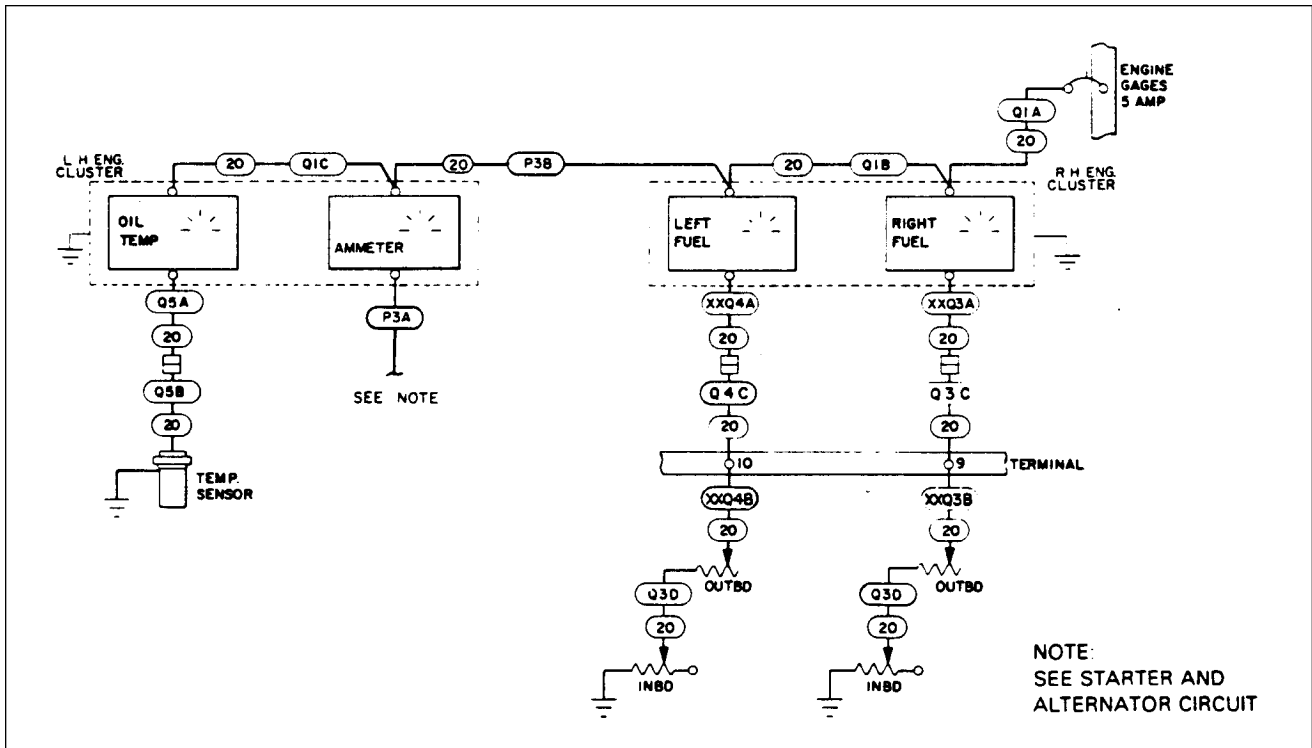 ENGINE
GAGES
5 AMP
Q1A
20
L H ENG.
CLUSTER
20
Q1C
20
P3B
20
Q1B
R H ENG.
CLUSTER
OIL
TEMP
AMMETER
LEFT
FUEL
RIGHT
FUEL
Q5A
P3A
XXQ4A
XXQ3A
20
20
20
SEE NOTE
Q5B
Q4C
Q3C
20
20
20
10
9
TERMINAL
TEMP.
SENSOR
XXQ4B
XXQ3B
20
20
OUTBD
OUTBD
Q3D
Q3D
20
20
INBD
INBD
NOTE:
SEE STARTER AND
ALTERNATOR CIRCUIT